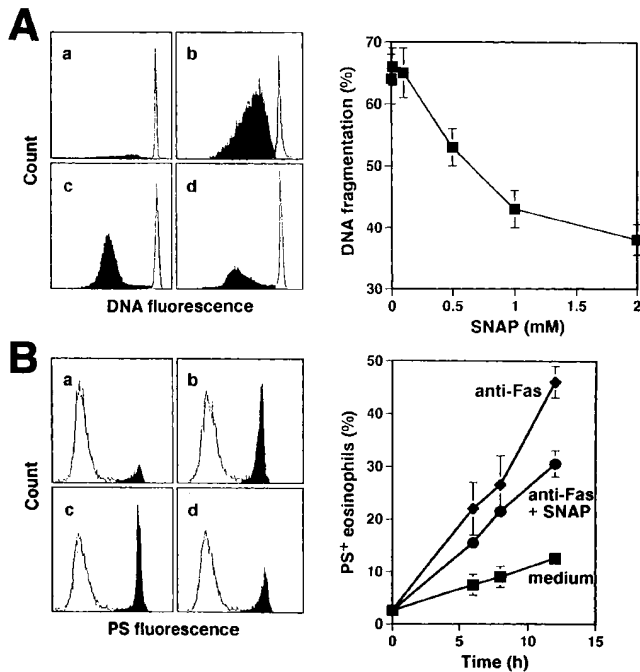 A
a
b
c
d
Count
DNA fluorescence
DNA fragmentation (%)
70
60
50
40
30
0
0.5
1
1.5
2
SNAP (mM)
B
a
b
c
d
Count
PS fluorescence
PS+ eosinophils (%)
50
40
30
20
10
0
0
5
10
15
anti-Fas
anti-Fas
+ SNAP
medium
Time (h)